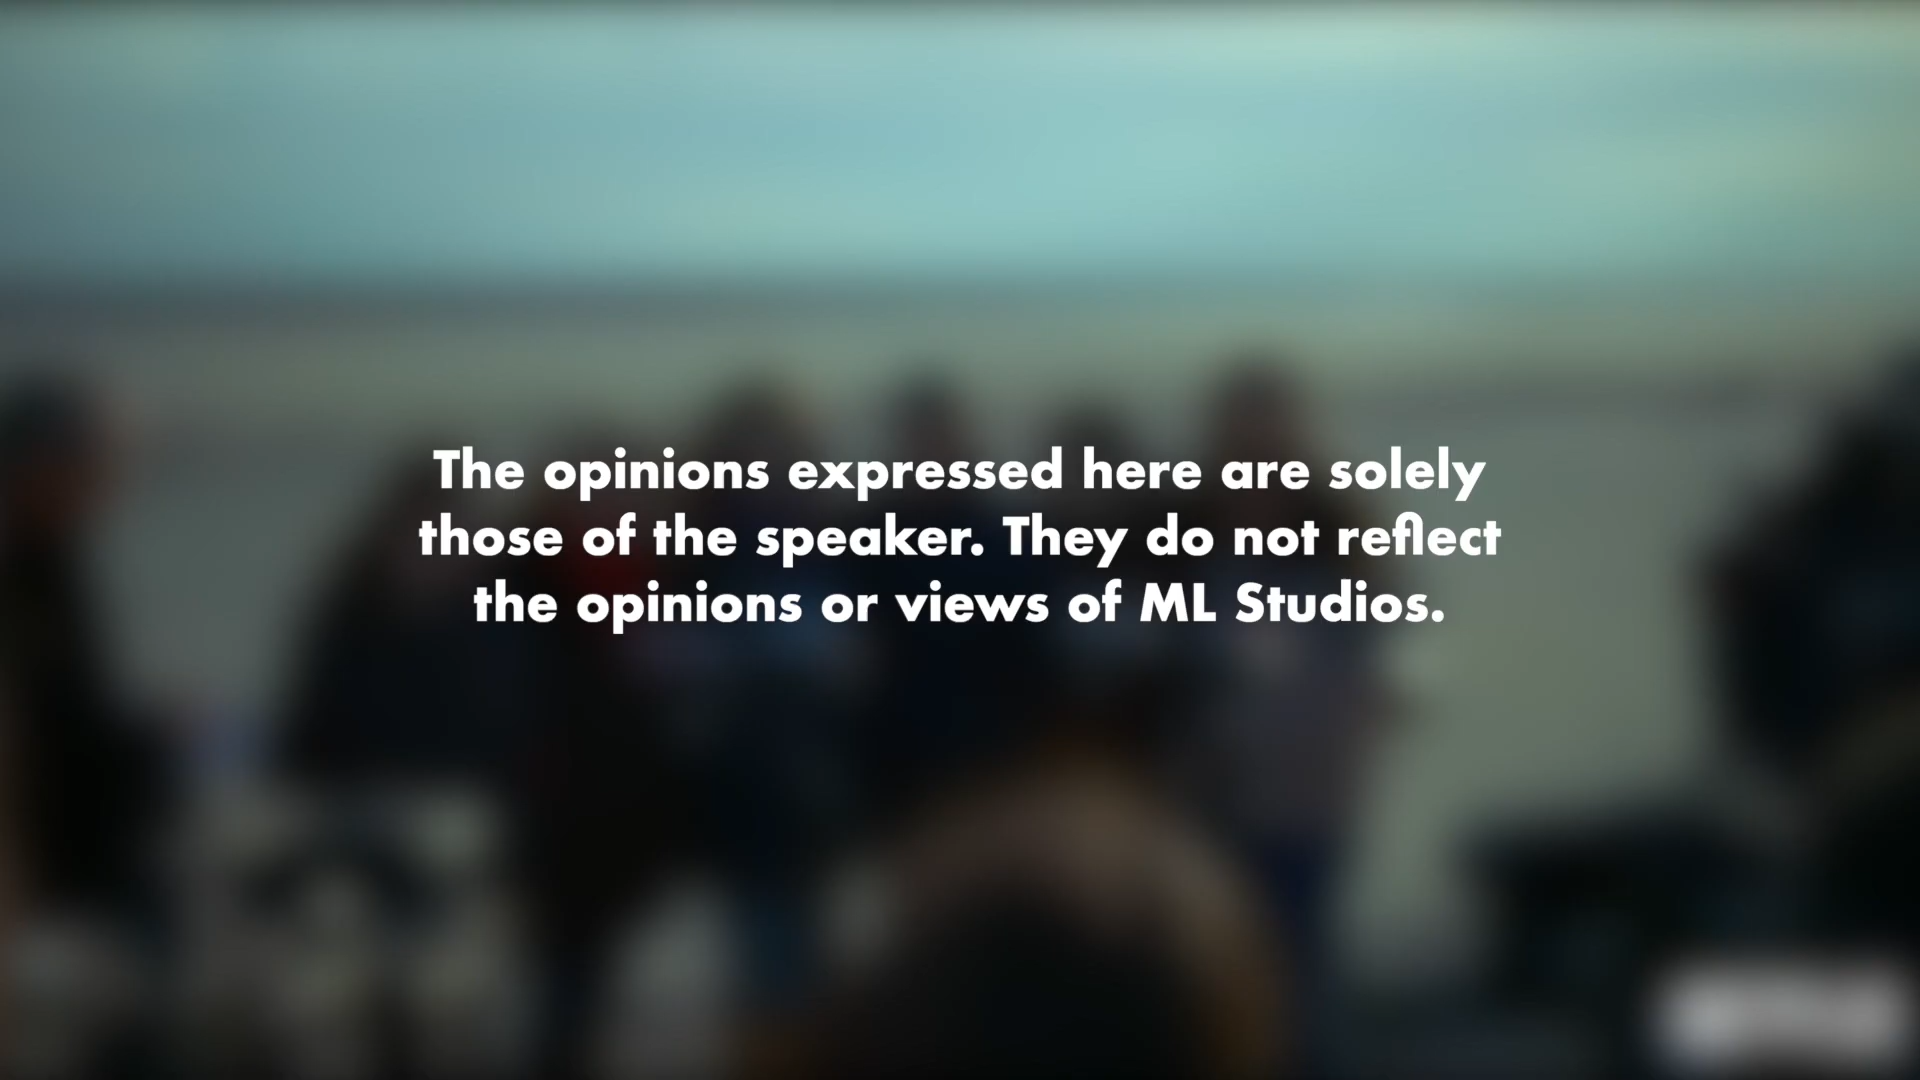 The opinions expressed here are solely
those of the speaker. They do not reflect
the opinions or views of ML Studios.